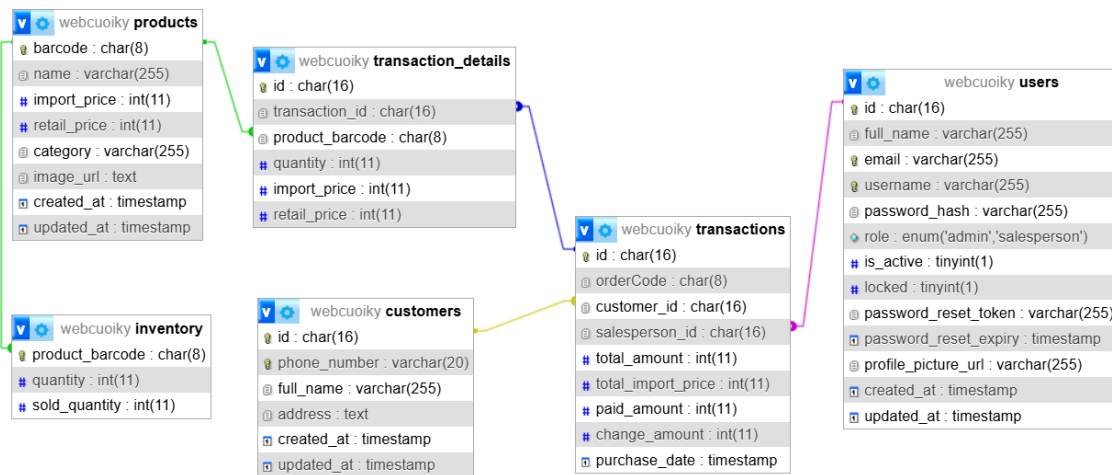 webcuoiky products
barcode : char(8)
name : varchar(255)
import_price : int(11)
retail_price : int(11)
category : varchar(255)
image_url : text
created_at : timestamp
updated_at : timestamp
webcuoiky transaction_details
id : char(16)
transaction_id : char(16)
product_barcode : char(8)
quantity : int(11)
import_price : int(11)
retail_price : int(11)
webcuoiky users
id : char(16)
full_name : varchar(255)
email : varchar(255)
username : varchar(255)
password_hash : varchar(255)
role : enum('admin','salesperson')
is_active : tinyint(1)
locked : tinyint(1)
password_reset_token : varchar(255)
password_reset_expiry : timestamp
profile_picture_url : varchar(255)
created_at : timestamp
updated_at : timestamp
webcuoiky transactions
id : char(16)
orderCode : char(8)
customer_id : char(16)
salesperson_id : char(16)
total_amount : int(11)
total_import_price : int(11)
paid_amount : int(11)
change_amount : int(11)
purchase_date : timestamp
webcuoiky inventory
product_barcode : char(8)
quantity : int(11)
sold_quantity : int(11)
webcuoiky customers
id : char(16)
phone_number : varchar(20)
full_name : varchar(255)
address : text
created_at : timestamp
updated_at : timestamp